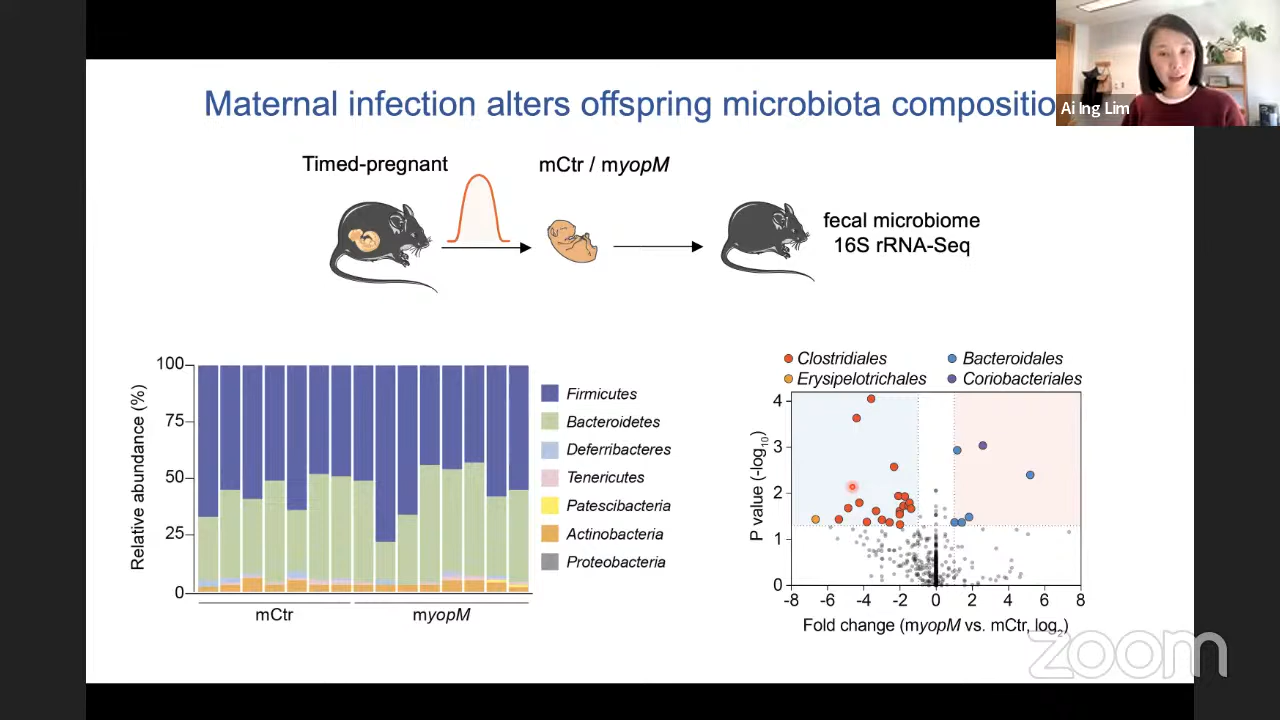 Maternal infection alters offspring microbiota compositio
Ai Ing Lim
Timed-pregnant
mCtr / myopM
fecal microbiome
16S rRNA-Seq
Relative abundance (%)
100
75
50
25
0
mCtr
myopM
Firmicutes
Bacteroidetes
Deferribacteres
Tenericutes
Patescibacteria
Actinobacteria
Proteobacteria
Clostridiales
Bacteroidales
Erysipelotrichales
Coriobacteriales
P value (-log10)
4
3
2
1
0
-8 -6 -4 -2 0 2 4 6 8
Fold change (myopM vs. mCtr, log2)
zoom